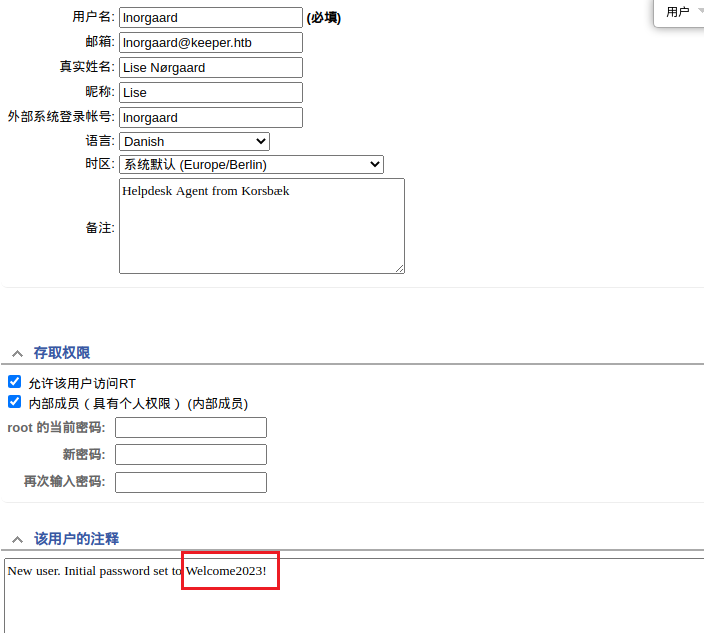 用户
用户名: lnorgaard (必填)
邮箱: lnorgaard@keeper.htb
真实姓名: Lise Nørgaard
昵称: Lise
外部系统登录帐号: lnorgaard
语言: Danish
时区: 系统默认 (Europe/Berlin)
备注: Helpdesk Agent from Korsbæk
存取权限
允许该用户访问RT
内部成员（具有个人权限 ）(内部成员)
root 的当前密码:
新密码:
再次输入密码:
该用户的注释
New user. Initial password set to Welcome2023!